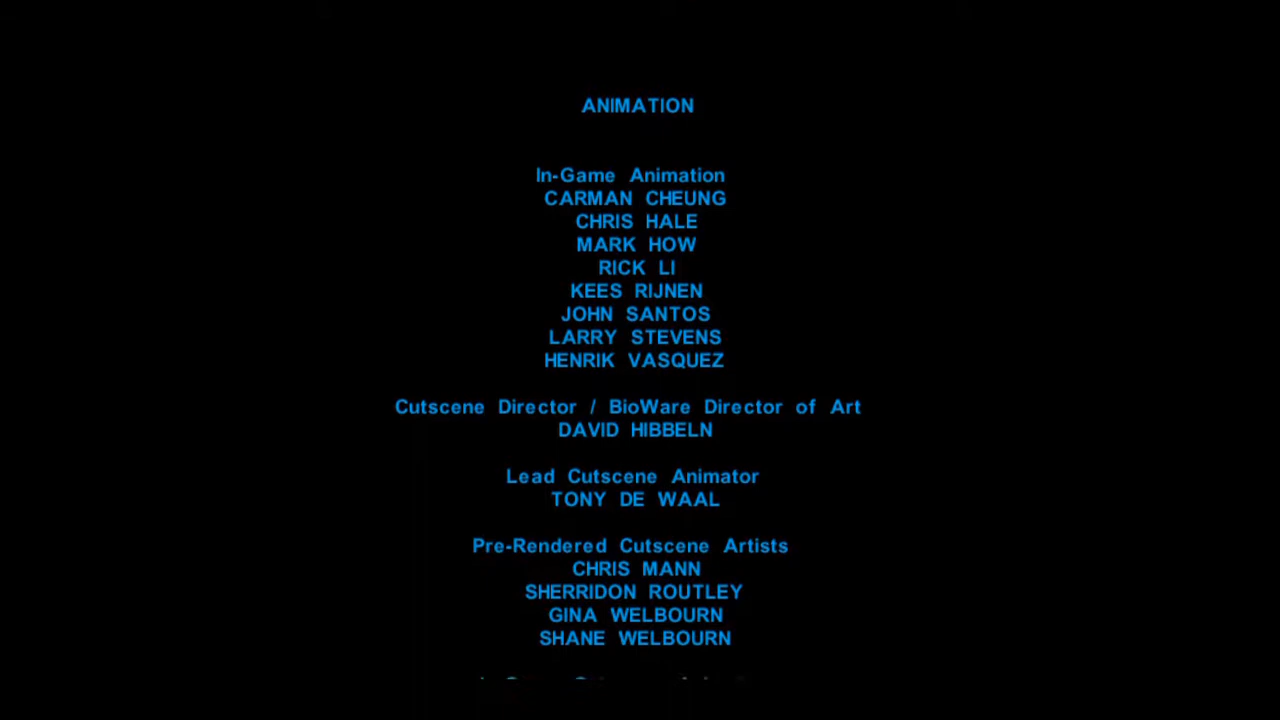 ANIMATION
In-Game Animation
CARMAN CHEUNG
CHRIS HALE
MARK HOW
RICK LI
KEES RIJNEN
JOHN SANTOS
LARRY STEVENS
HENRIK VASQUEZ
Cutscene Director / BioWare Director of Art
DAVID HIBBELN
Lead Cutscene Animator
TONY DE WAAL
Pre-Rendered Cutscene Artists
CHRIS MANN
SHERRIDON ROUTLEY
GINA WELBOURN
SHANE WELBOURN